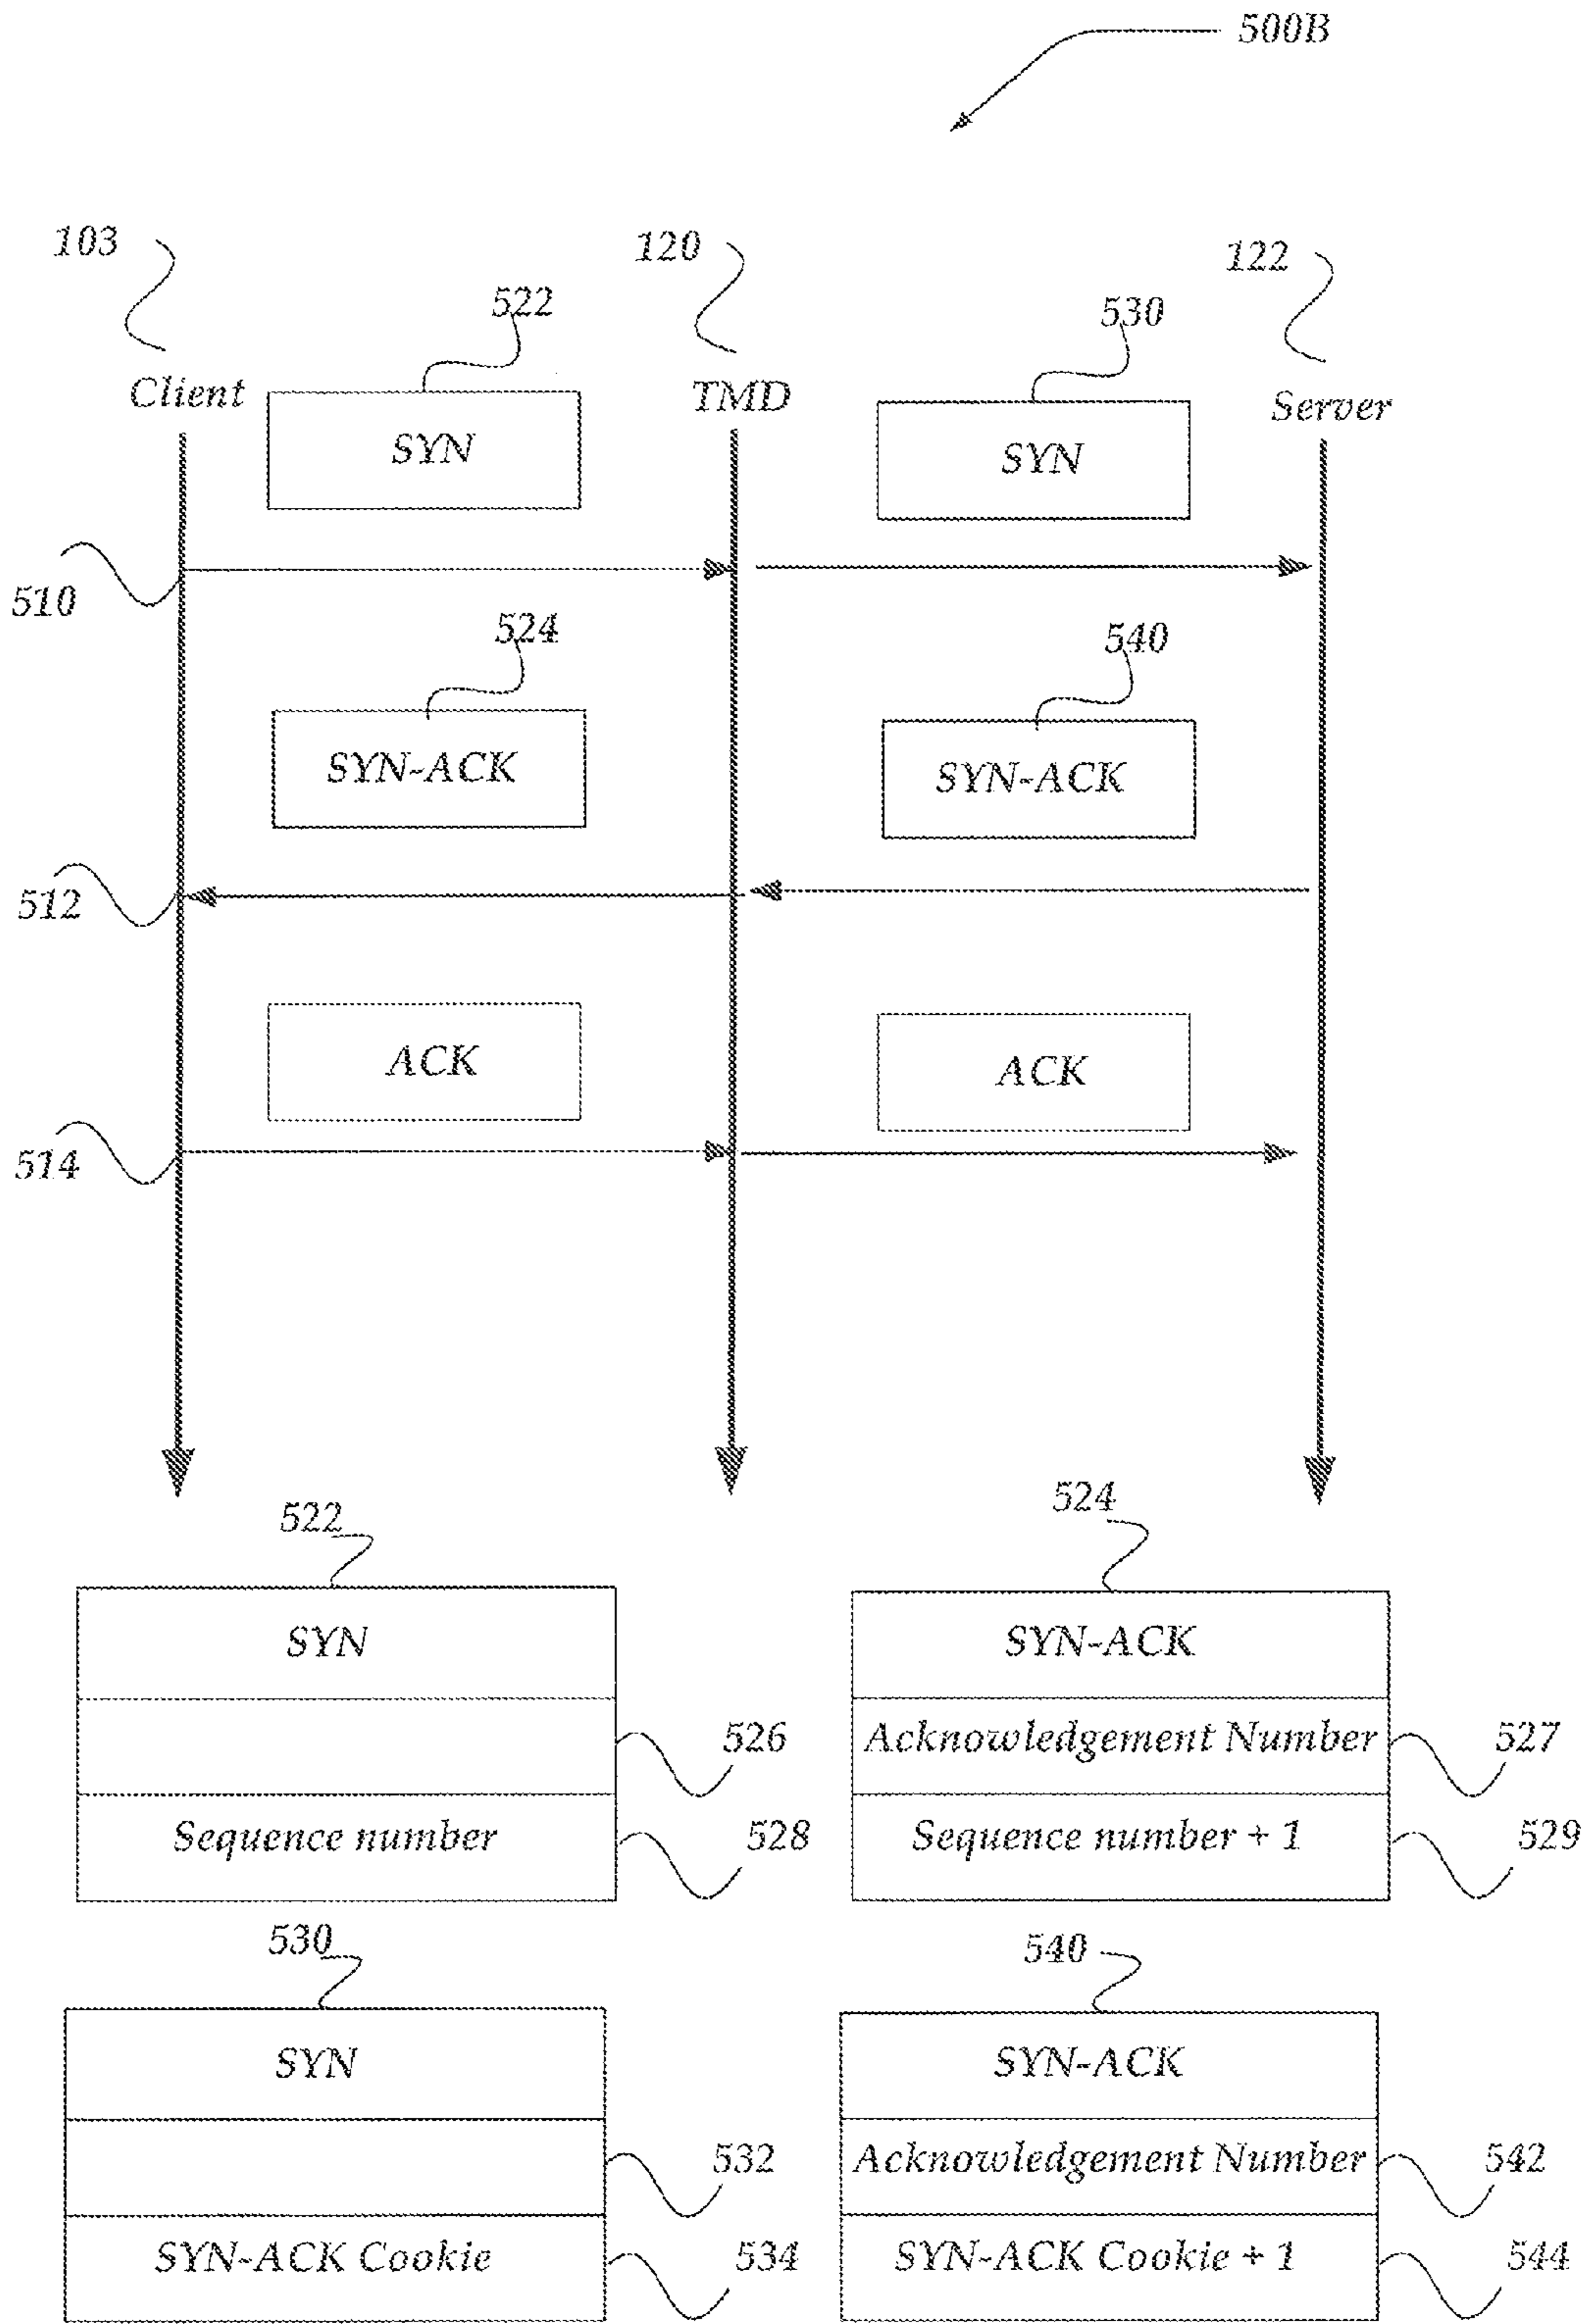 500B
103
120
122
522
530
Client
TMD
Server
SYN
SYN
510
524
540
SYN-ACK
SYN-ACK
512
ACK
ACK
514
522
524
SYN
SYN-ACK
526
Acknowledgement Number
527
Sequence number
528
Sequence number + 1
529
530
540
SYN
SYN-ACK
532
Acknowledgement Number
542
SYN-ACK Cookie
534
SYN-ACK Cookie + 1
544